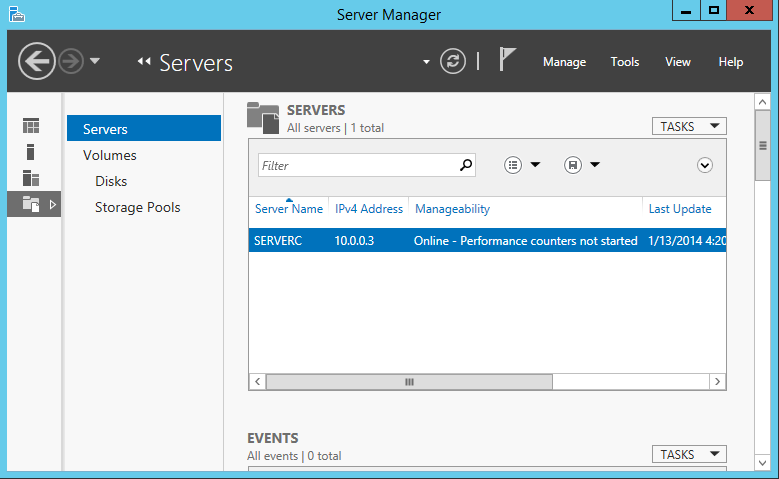 Server Manager
Servers
Manage Tools View Help
Servers
Volumes
Disks
Storage Pools
SERVERS
All servers | 1 total
TASKS
Filter
Server Name IPv4 Address Manageability Last Update
SERVERC 10.0.0.3 Online - Performance counters not started 1/13/2014 4:20
EVENTS
All events | 0 total
TASKS